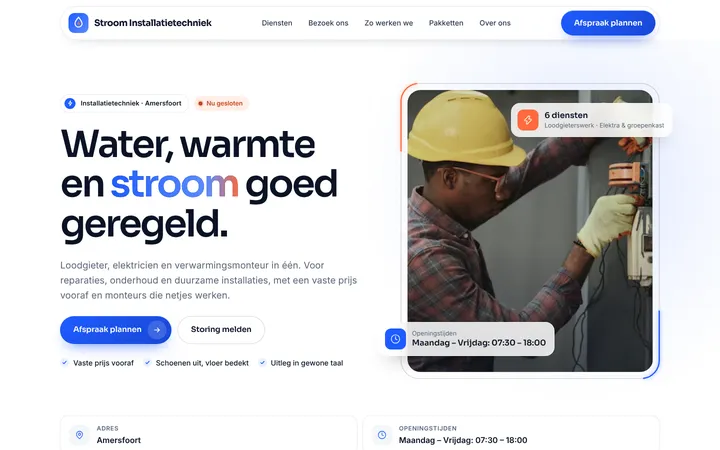 Stroom Installatietechniek
Diensten
Bezoek ons
Zo werken we
Pakketten
Over ons
Afspraak plannen
Installatietechniek · Amersfoort
Nu gesloten
Water, warmte
en stroom goed
geregeld.
Loodgieter, elektricien en verwarmingsmonteur in één. Voor
reparaties, onderhoud en duurzame installaties, met een vaste prijs
vooraf en monteurs die netjes werken.
Afspraak plannen →
Storing melden
Vaste prijs vooraf
Schoenen uit, vloer bedekt
Uitleg in gewone taal
6 diensten
Loodgieterswerk · Elektra & groepenkast
Openingstijden
Maandag – Vrijdag: 07:30 – 18:00
ADRES
Amersfoort
OPENINGSTIJDEN
Maandag – Vrijdag: 07:30 – 18:00